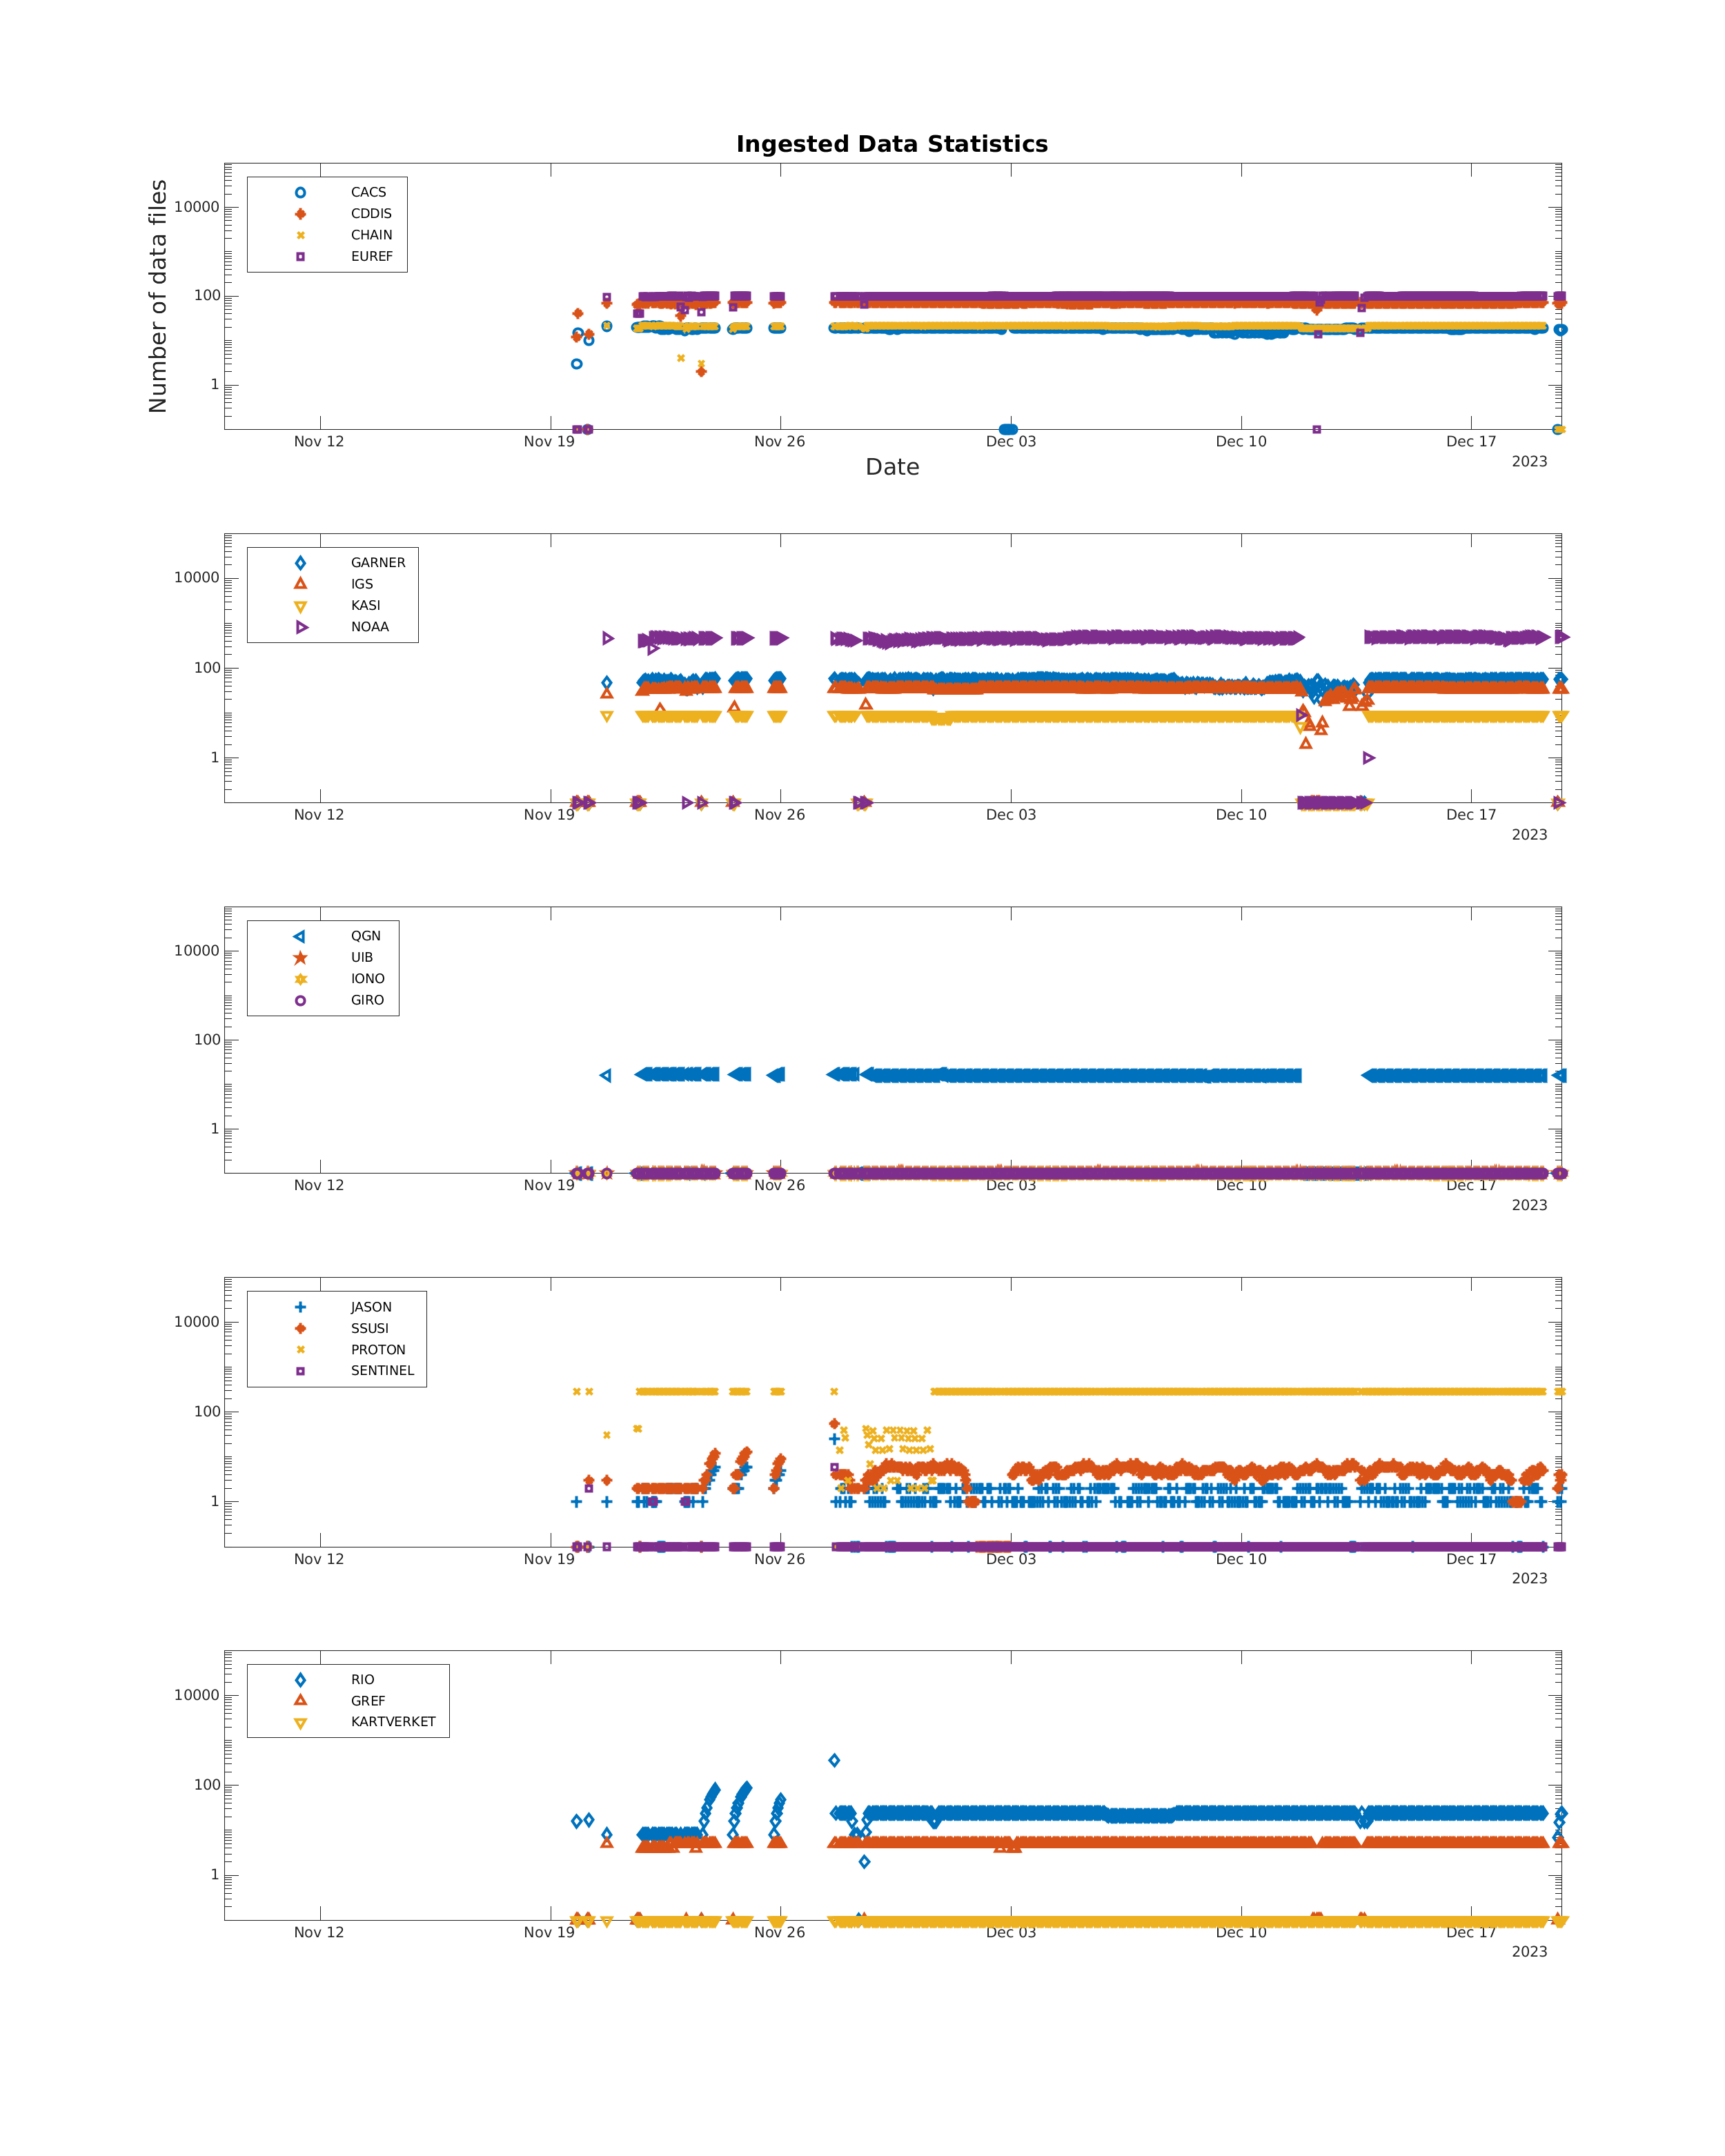 Ingested Data Statistics
Number of data files
10000
100
1
CACS
CDDIS
CHAIN
EUREF
Nov 12
Nov 19
Nov 26
Dec 03
Dec 10
Dec 17
2023
Date
10000
100
1
GARNER
IGS
KASI
NOAA
Nov 12
Nov 19
Nov 26
Dec 03
Dec 10
Dec 17
2023
10000
100
1
QGN
UIB
IONO
GIRO
Nov 12
Nov 19
Nov 26
Dec 03
Dec 10
Dec 17
2023
10000
100
1
JASON
SSUSI
PROTON
SENTINEL
Nov 12
Nov 19
Nov 26
Dec 03
Dec 10
Dec 17
2023
10000
100
1
RIO
GREF
KARTVERKET
Nov 12
Nov 19
Nov 26
Dec 03
Dec 10
Dec 17
2023